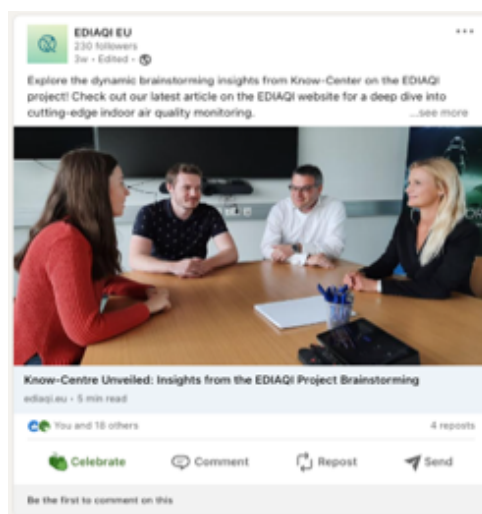 EDIAQI EU
230 followers
3w • Edited •
Explore the dynamic brainstorming insights from Know-Center on the EDIAQI
project! Check out our latest article on the EDIAQI website for a deep dive into
cutting-edge indoor air quality monitoring. ...see more
Know-Centre Unveiled: Insights from the EDIAQI Project Brainstorming
ediaqi.eu • 5 min read
You and 18 others 4 reposts
Celebrate Comment Repost Send
Be the first to comment on this